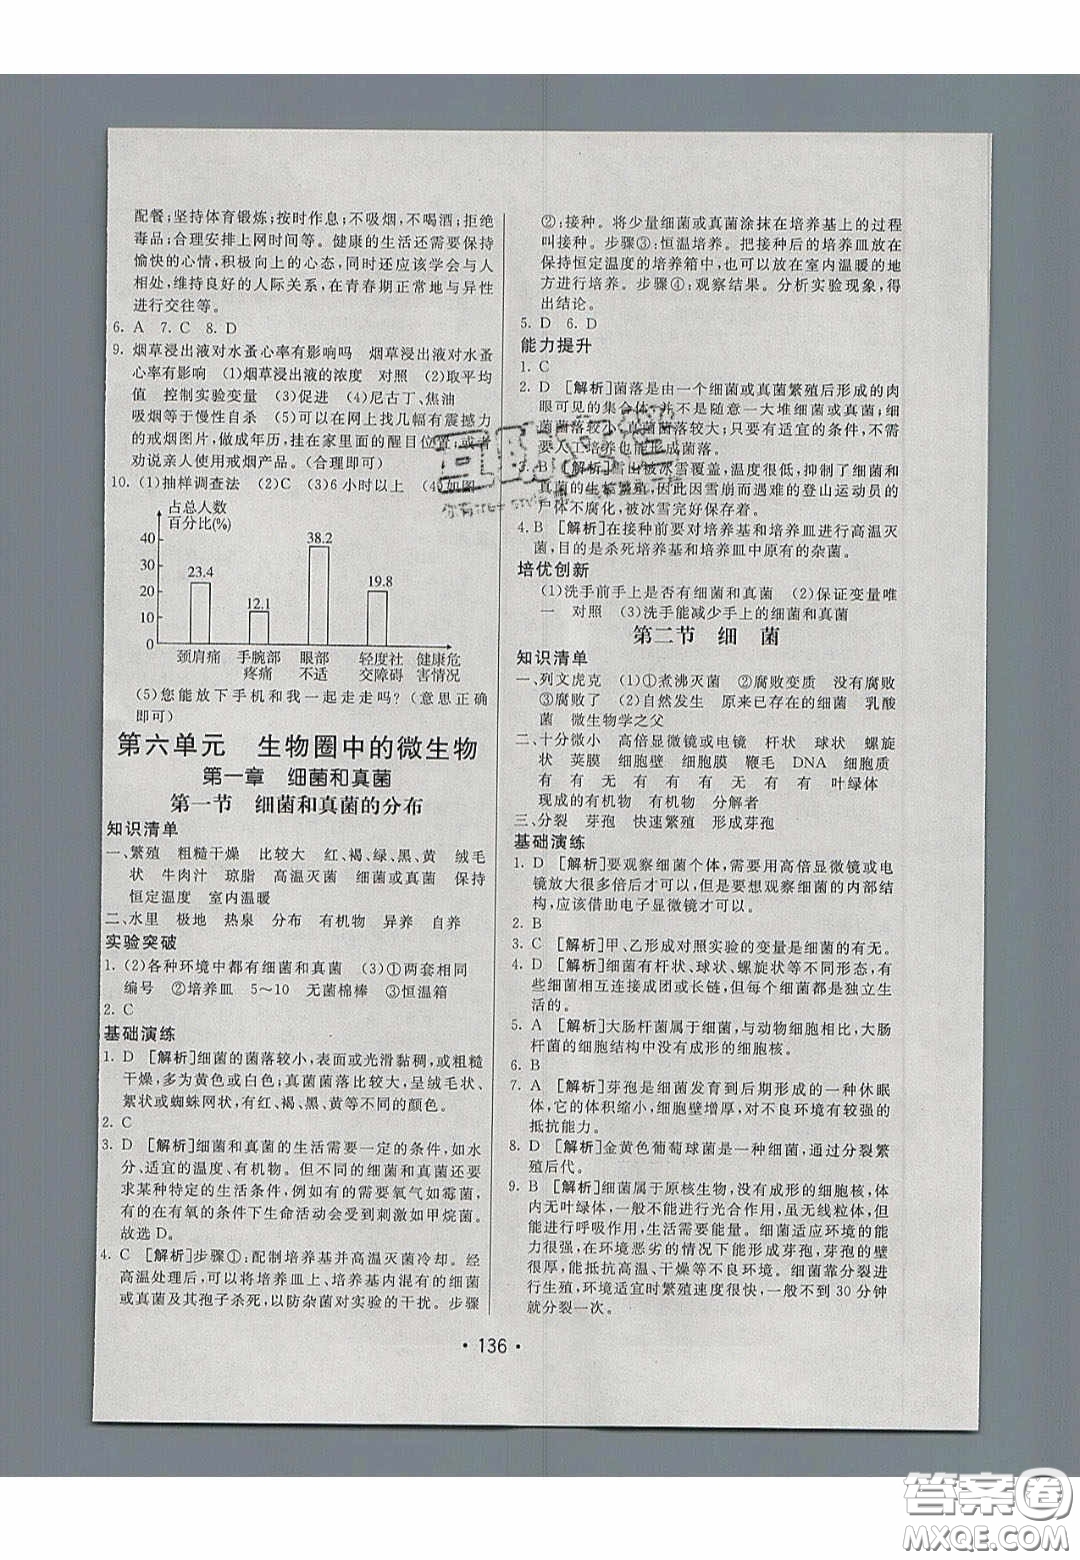 配餐;坚持体育锻炼;按时作息;不吸烟,不喝酒;拒绝
毒品;合理安排上网时间等。健康的生活还需要保持
愉快的心情,积极向上的心态,同时还应该学会与人
相处,维持良好的人际关系,在青春期正常地与异性
进行交往等。
6. A 7. C 8. D
9. 烟草浸出液对水蚤心率有影响吗 烟草浸出液对水蚤
心率有影响 (1)烟草浸出液的浓度 对照 (2)取平均
值 控制实验变量 (3)促进 (4)尼古丁、焦油
吸烟等于慢性自杀 (5)可以在网上找几幅有震撼力
的戒烟图片,做成年历,挂在家里面的醒目位置;或者
劝说亲人使用戒烟产品。(合理即可)
10. (1)抽样调查法 (2)C (3)6小时以上 (4)如图
占总人数
百分比(%)
40
30
20
10
0
23.4
12.1
38.2
19.8
颈肩痛 手腕部 眼部 轻度社 健康危
疼痛 不适 交障碍 害情况
(5)您能放下手机和我一起走走吗?(意思正确
即可)
第六单元 生物圈中的微生物
第一章 细菌和真菌
第一节 细菌和真菌的分布
知识清单
一、繁殖 粗糙干燥 比较大 红、褐、绿、黑、黄 绒毛
状 牛肉汁 琼脂 高温灭菌 细菌或真菌 保持
恒定温度 室内温暖
二、水里 极地 热泉 分布 有机物 异养 自养
实验突破
1. (2)各种环境中都有细菌和真菌 (3)①两套相同
编号 ②培养皿 5～10 无菌棉棒 ③恒温箱
2. C
基础演练
1. D [解析]细菌的菌落较小,表面或光滑黏稠,或粗糙
干燥,多为黄色或白色;真菌菌落比较大,呈绒毛状、
絮状或蜘蛛网状,有红、褐、黑、黄等不同的颜色。
2. C
3. D [解析]细菌和真菌的生活需要一定的条件,如水
分、适宜的温度、有机物。但不同的细菌和真菌还要
求某种特定的生活条件,例如有的需要氧气如霉菌,
有的在有氧的条件下生命活动会受到刺激如甲烷菌。
故选 D。
4. C [解析]步骤①:配制培养基并高温灭菌冷却。经
高温处理后,可以将培养皿上、培养基内混有的细菌
或真菌及其孢子杀死,以防杂菌对实验的干扰。步骤
②:接种。将少量细菌或真菌涂抹在培养基上的过程
叫接种。步骤③:恒温培养。把接种后的培养皿放在
保持恒定温度的培养箱中,也可以放在室内温暖的地
方进行培养。步骤④:观察结果。分析实验现象,得
出结论。
5. D 6. D
能力提升
1. C
2. D [解析]菌落是由一个细菌或真菌繁殖后形成的肉
眼可见的集合体,并不是随意一大堆细菌或真菌;细
菌菌落较小,真菌菌落较大;只要有适宜的条件,不需
要人工培养也能形成菌落。
3. B [解析]雪山被冰雪覆盖,温度很低,抑制了细菌和
真菌的生长和繁殖,因此因雪崩而遇难的登山运动员的
尸体不腐化,被冰雪完好保存着。
4. B [解析]在接种前要对培养基和培养皿进行高温灭
菌,目的是杀死培养基和培养皿中原有的杂菌。
培优创新
(1)洗手前手上是否有细菌和真菌 (2)保证变量唯
一 对照 (3)洗手能减少手上的细菌和真菌
第二节 细 菌
知识清单
一、列文虎克 (1)①煮沸灭菌 ②腐败变质 没有腐败
③腐败了 (2)自然发生 原来已存在的细菌 乳酸
菌 微生物学之父
二、十分微小 高倍显微镜或电镜 杆状 球状 螺旋
状 荚膜 细胞壁 细胞膜 鞭毛 DNA 细胞质
有 有 无 有 有 无 有 有 叶绿体
现成的有机物 有机物 分解者
三、分裂 芽孢 快速繁殖 形成芽孢
基础演练
1. D [解析]要观察细菌个体,需要用高倍显微镜或电
镜放大很多倍后才可以,但是要想观察细菌的内部结
构,应该借助电子显微镜才可以。
2. B
3. C [解析]甲、乙形成对照实验的变量是细菌的有无。
4. D [解析]细菌有杆状、球状、螺旋状等不同形态,有
些细菌相互连接成团或长链,但每个细菌都是独立生
活的。
5. A [解析]大肠杆菌属于细菌,与动物细胞相比,大肠
杆菌的细胞结构中没有成形的细胞核。
6. B
7. A [解析]芽孢是细菌发育到后期形成的一种休眠
体,它的体积缩小,细胞壁增厚,对不良环境有较强的
抵抗能力。
8. D [解析]金黄色葡萄球菌是一种细菌,通过分裂繁
殖后代。
9. B [解析]细菌属于原核生物,没有成形的细胞核,体
内无叶绿体,一般不能进行光合作用,虽无线粒体,但
能进行呼吸作用,生活需要能量。细菌适应环境的能
力很强,在环境恶劣的情况下能形成芽孢,芽孢的壁
很厚,能抵抗高温、干燥等不良环境。细菌靠分裂进
行生殖,环境适宜时繁殖速度很快,一般不到30分钟
就分裂一次。
• 136 •
答案圈
MXQE.COM